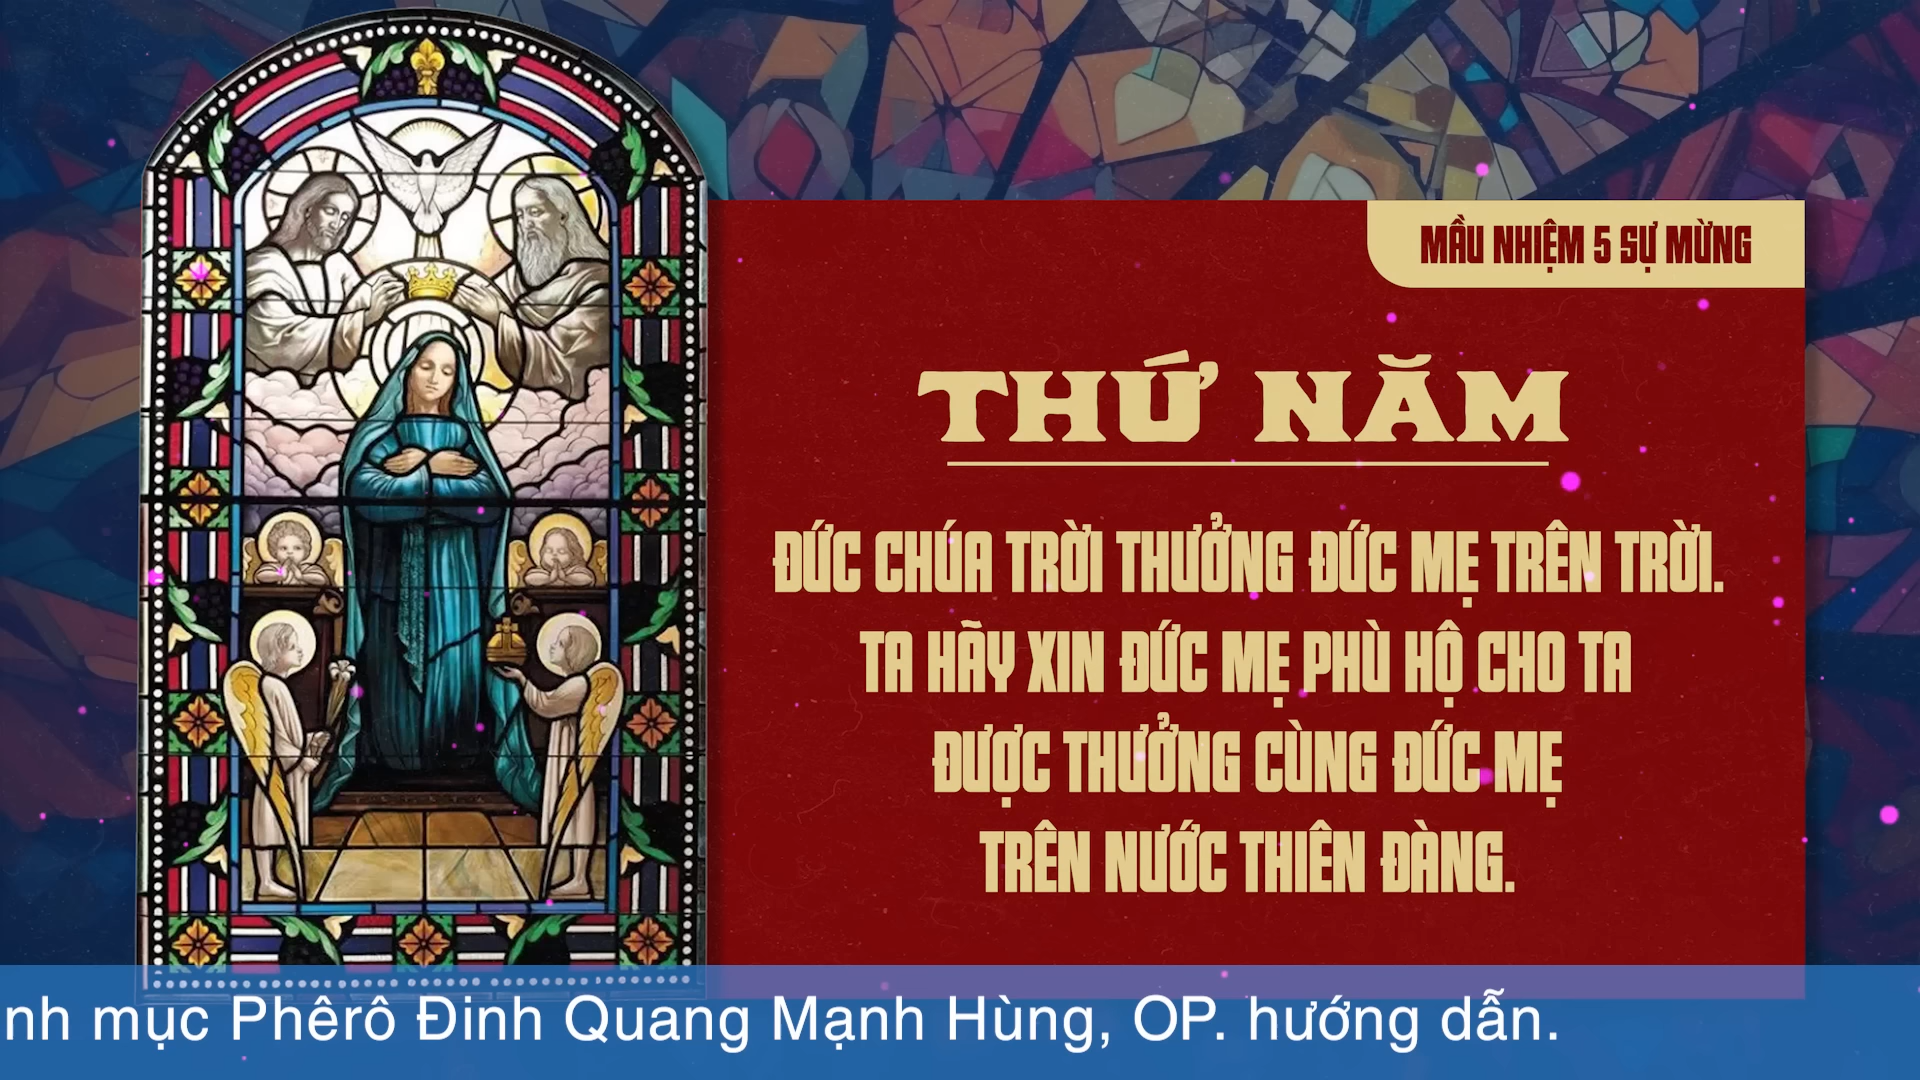 MẦU NHIỆM 5 SỰ MỪNG
THỨ NĂM
ĐỨC CHÚA TRỜI THƯỞNG ĐỨC MẸ TRÊN TRỜI.
TA HÃY XIN ĐỨC MẸ PHÙ HỘ CHO TA
ĐƯỢC THƯỞNG CÙNG ĐỨC MẸ
TRÊN NƯỚC THIÊN ĐÀNG.
nh mục Phêrô Đinh Quang Mạnh Hùng, OP. hướng dẫn.